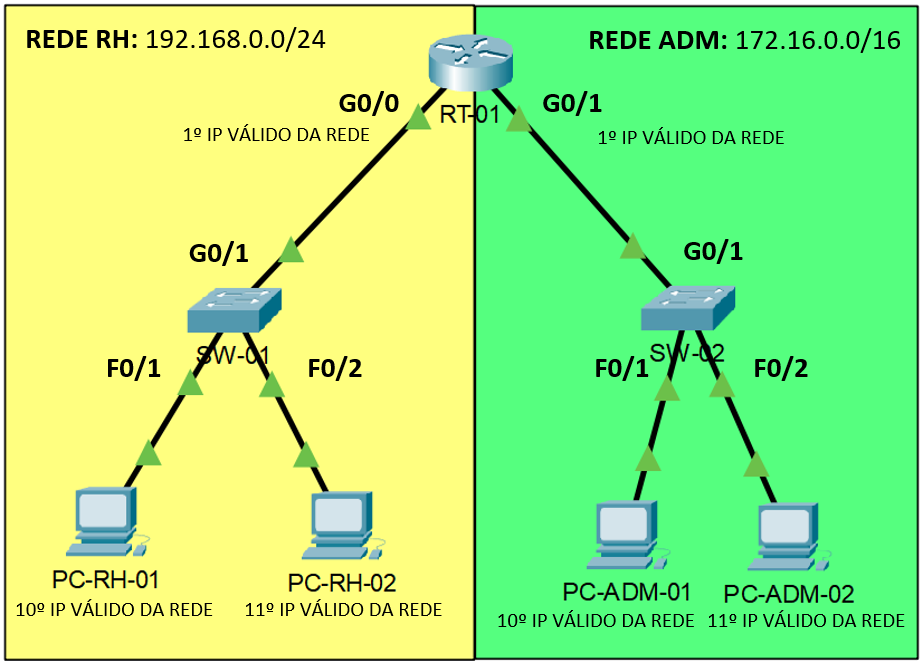 REDE RH: 192.168.0.0/24
REDE ADM: 172.16.0.0/16
G0/0
RT-01
G0/1
1º IP VÁLIDO DA REDE
1º IP VÁLIDO DA REDE
G0/1
G0/1
SW-01
SW-02
F0/1
F0/2
F0/1
F0/2
PC-RH-01
PC-RH-02
PC-ADM-01
PC-ADM-02
10º IP VÁLIDO DA REDE
11º IP VÁLIDO DA REDE
10º IP VÁLIDO DA REDE
11º IP VÁLIDO DA REDE